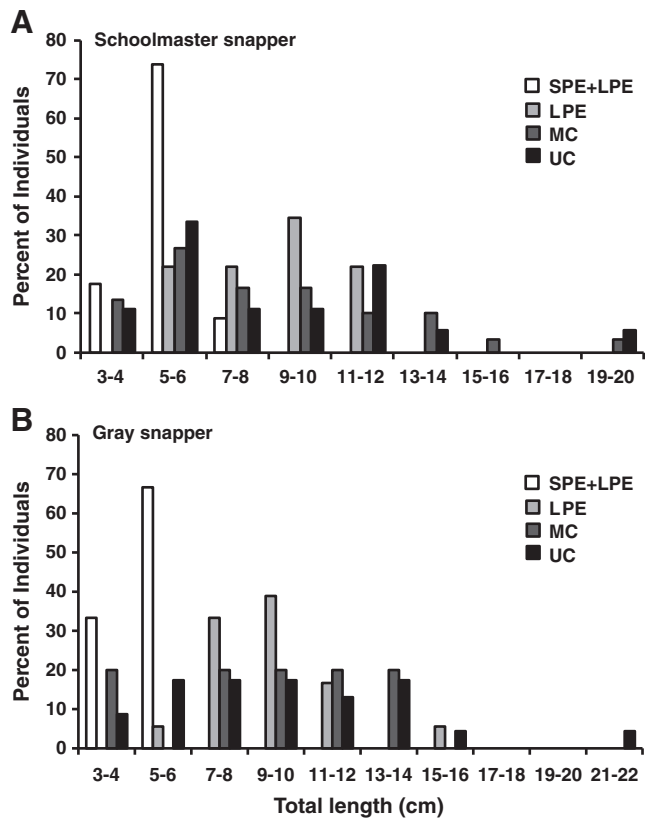 A
Schoolmaster snapper
SPE+LPE
LPE
MC
UC
80
70
60
50
40
30
20
10
0
Percent of Individuals
3-4 5-6 7-8 9-10 11-12 13-14 15-16 17-18 19-20
B
Gray snapper
SPE+LPE
LPE
MC
UC
80
70
60
50
40
30
20
10
0
Percent of Individuals
3-4 5-6 7-8 9-10 11-12 13-14 15-16 17-18 19-20 21-22
Total length (cm)